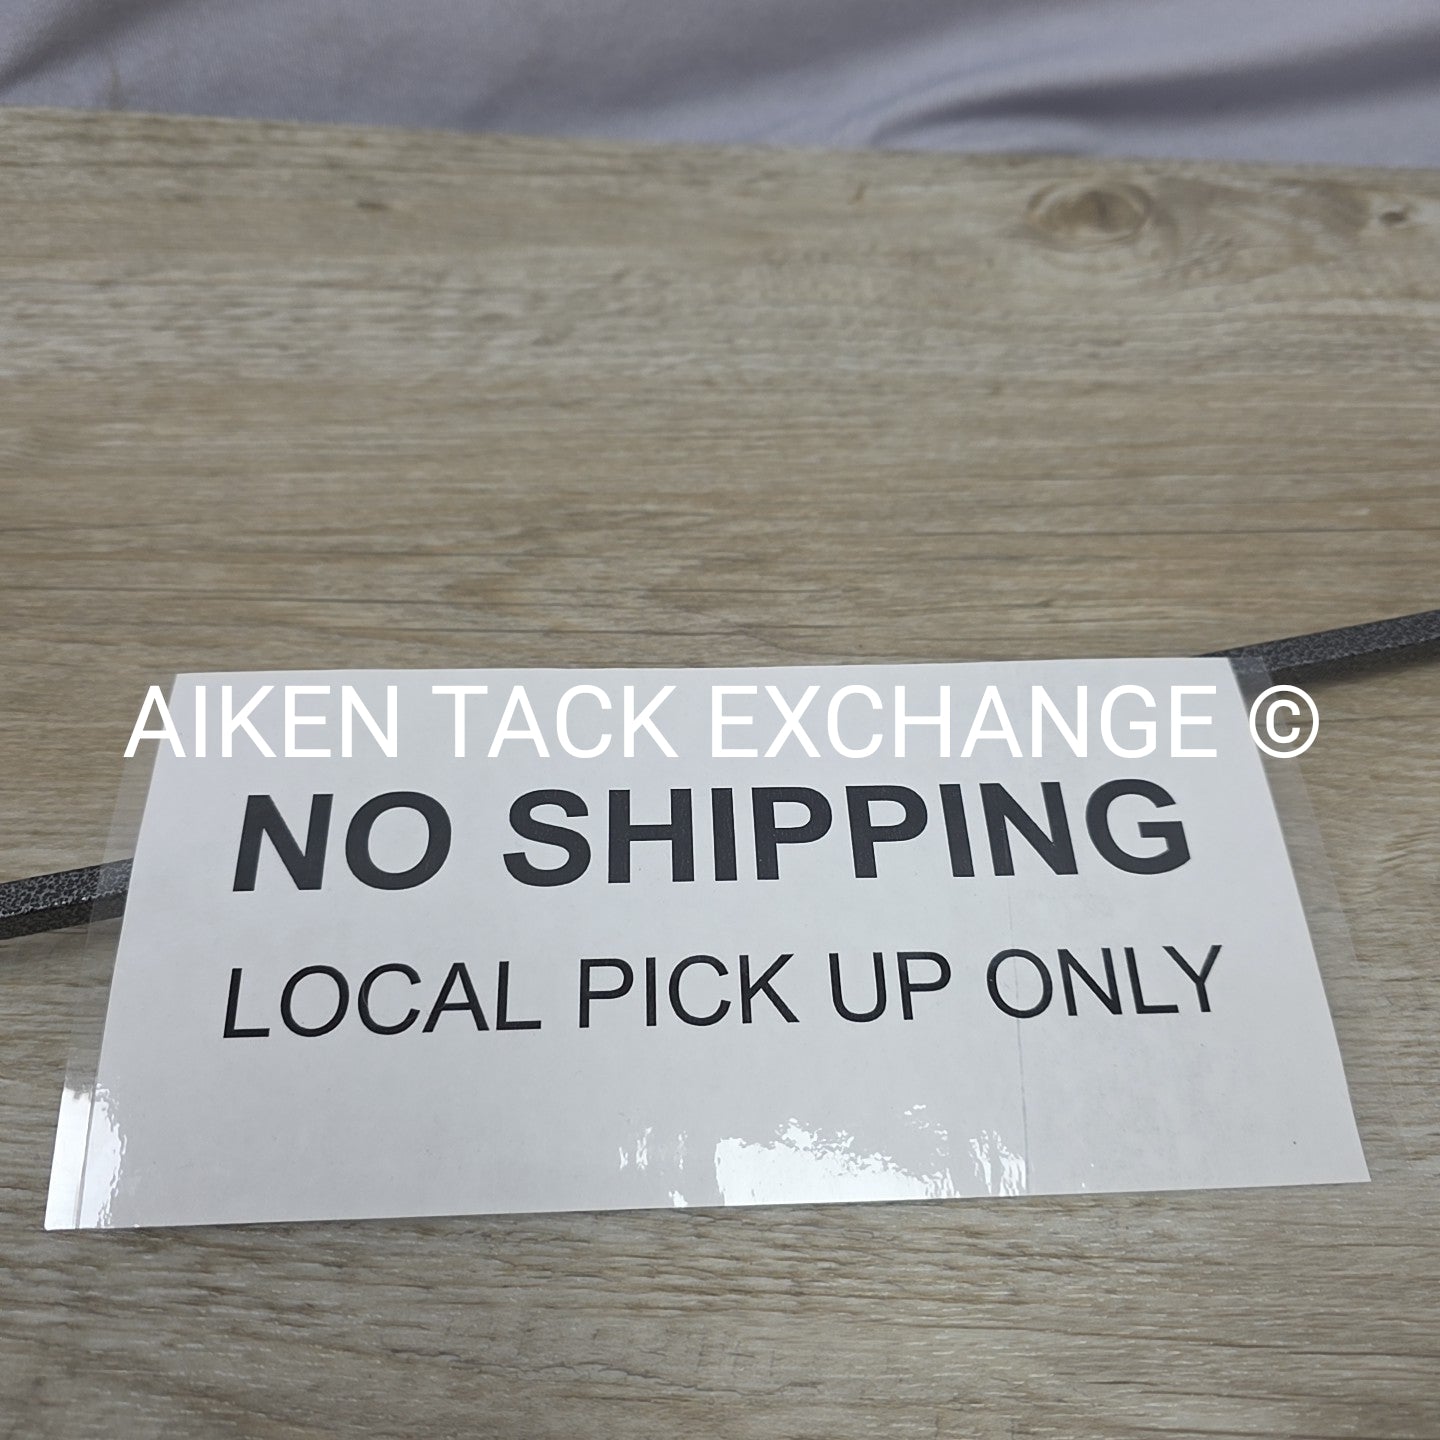 AIKEN TACK EXCHANGE ©
NO SHIPPING
LOCAL PICK UP ONLY